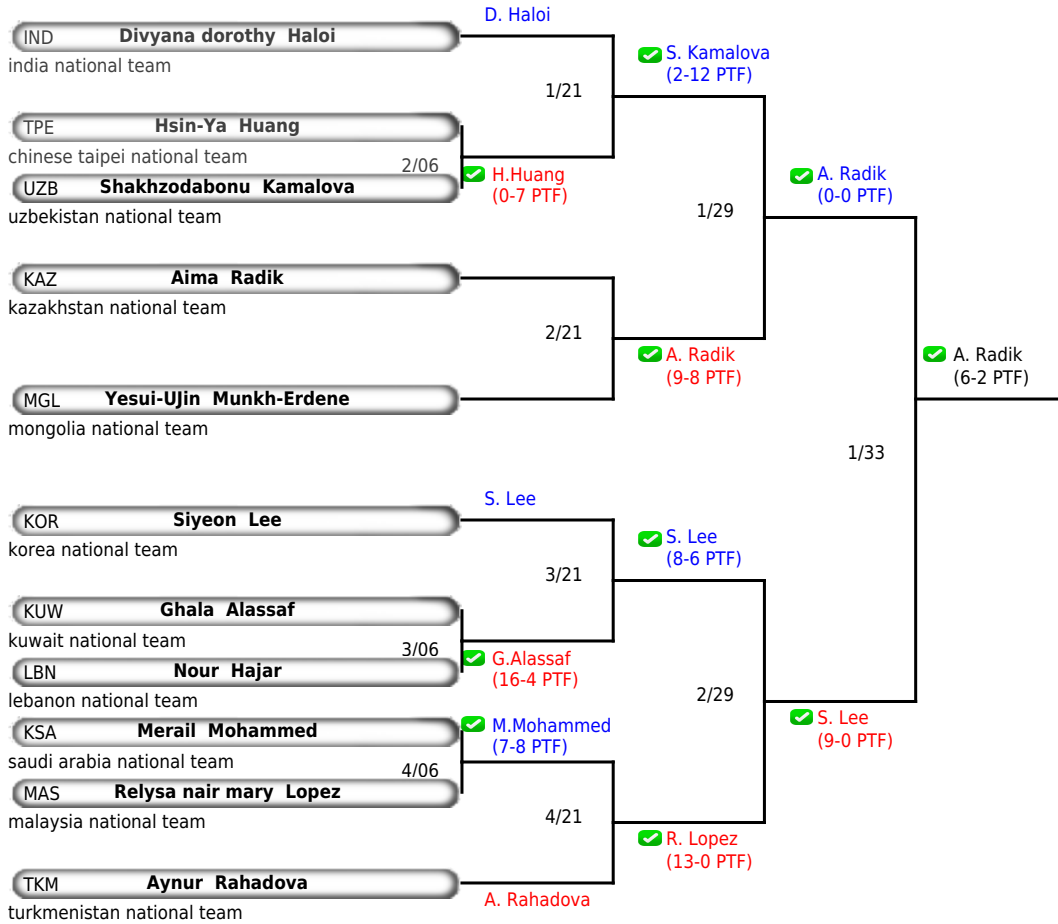 D. Haloi
IND Divyana dorothy Haloi
india national team
S. Kamalova
(2-12 PTF)
1/21
TPE Hsin-Ya Huang
chinese taipei national team
2/06
UZB Shakhzodabonu Kamalova
uzbekistan national team
H.Huang
(0-7 PTF)
A. Radik
(0-0 PTF)
1/29
KAZ Aima Radik
kazakhstan national team
2/21
A. Radik
(9-8 PTF)
A. Radik
(6-2 PTF)
MGL Yesui-UJin Munkh-Erdene
mongolia national team
1/33
S. Lee
KOR Siyeon Lee
korea national team
S. Lee
(8-6 PTF)
3/21
KUW Ghala Alassaf
kuwait national team
3/06
LBN Nour Hajar
lebanon national team
G.Alassaf
(16-4 PTF)
2/29
KSA Merail Mohammed
saudi arabia national team
M.Mohammed
(7-8 PTF)
S. Lee
(9-0 PTF)
4/06
MAS Relysa nair mary Lopez
malaysia national team
4/21
R. Lopez
(13-0 PTF)
TKM Aynur Rahadova
turkmenistan national team
A. Rahadova